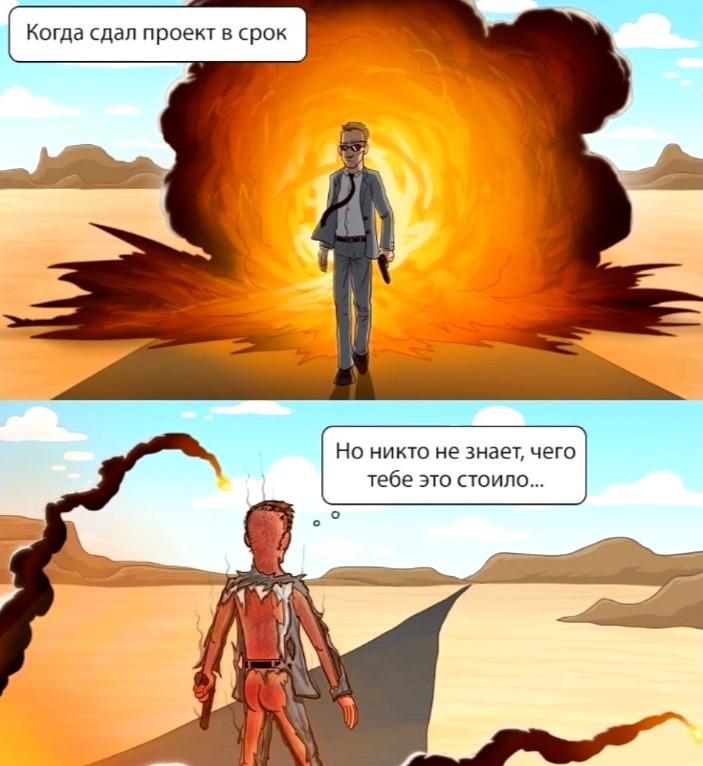 Когда сдал проект в срок
Но никто не знает, чего
тебе это стоило...